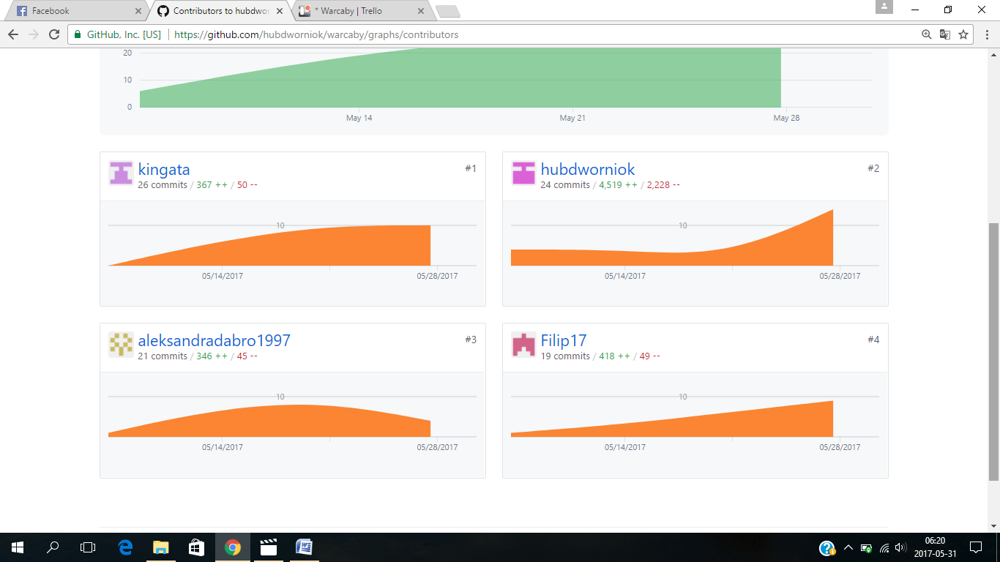 Facebook
Contributors to hubdwor
* Warcaby | Trello
GitHub, Inc. [US]
https://github.com/hubdworniok/warcaby/graphs/contributors
20
10
0
May 14
May 21
May 28
kingata
#1
26 commits / 367 ++ / 50 --
10
05/14/2017
05/28/2017
hubdworniok
#2
24 commits / 4,519 ++ / 2,228 --
10
05/14/2017
05/28/2017
aleksandradabro1997
#3
21 commits / 346 ++ / 45 --
10
05/14/2017
05/28/2017
Filip17
#4
19 commits / 418 ++ / 49 --
10
05/14/2017
05/28/2017
06:20
2017-05-31